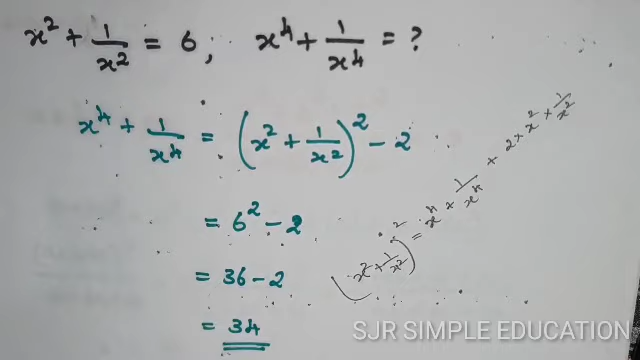 x² + 1/x² = 6, x⁴ + 1/x⁴ = ?
x⁴ + 1/x⁴ = (x² + 1/x²)² - 2
= 6² - 2
= 36 - 2
= 34
(x² + 1/x²)² = x⁴ + 1/x⁴ + 2 × x² × 1/x²
SJR SIMPLE EDUCATION